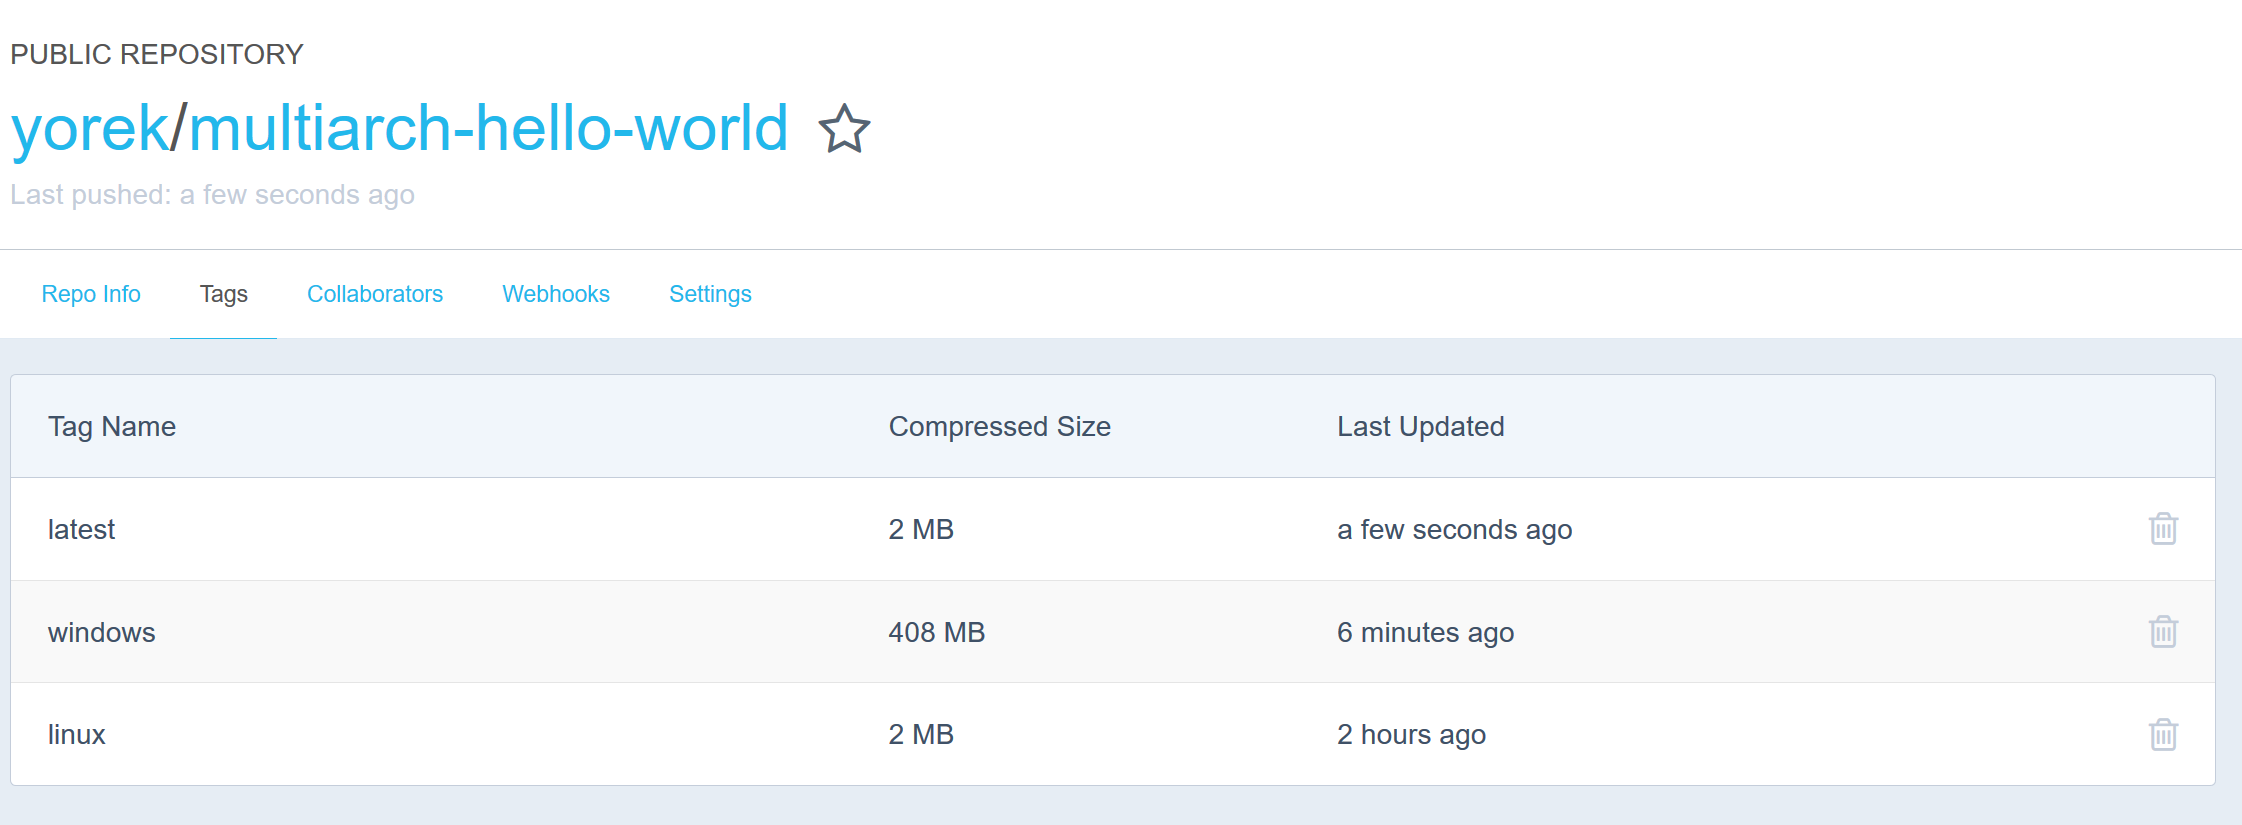 PUBLIC REPOSITORY
yorek/multiarch-hello-world
Last pushed: a few seconds ago
Repo Info Tags Collaborators Webhooks Settings
Tag Name Compressed Size Last Updated
latest 2 MB a few seconds ago
windows 408 MB 6 minutes ago
linux 2 MB 2 hours ago